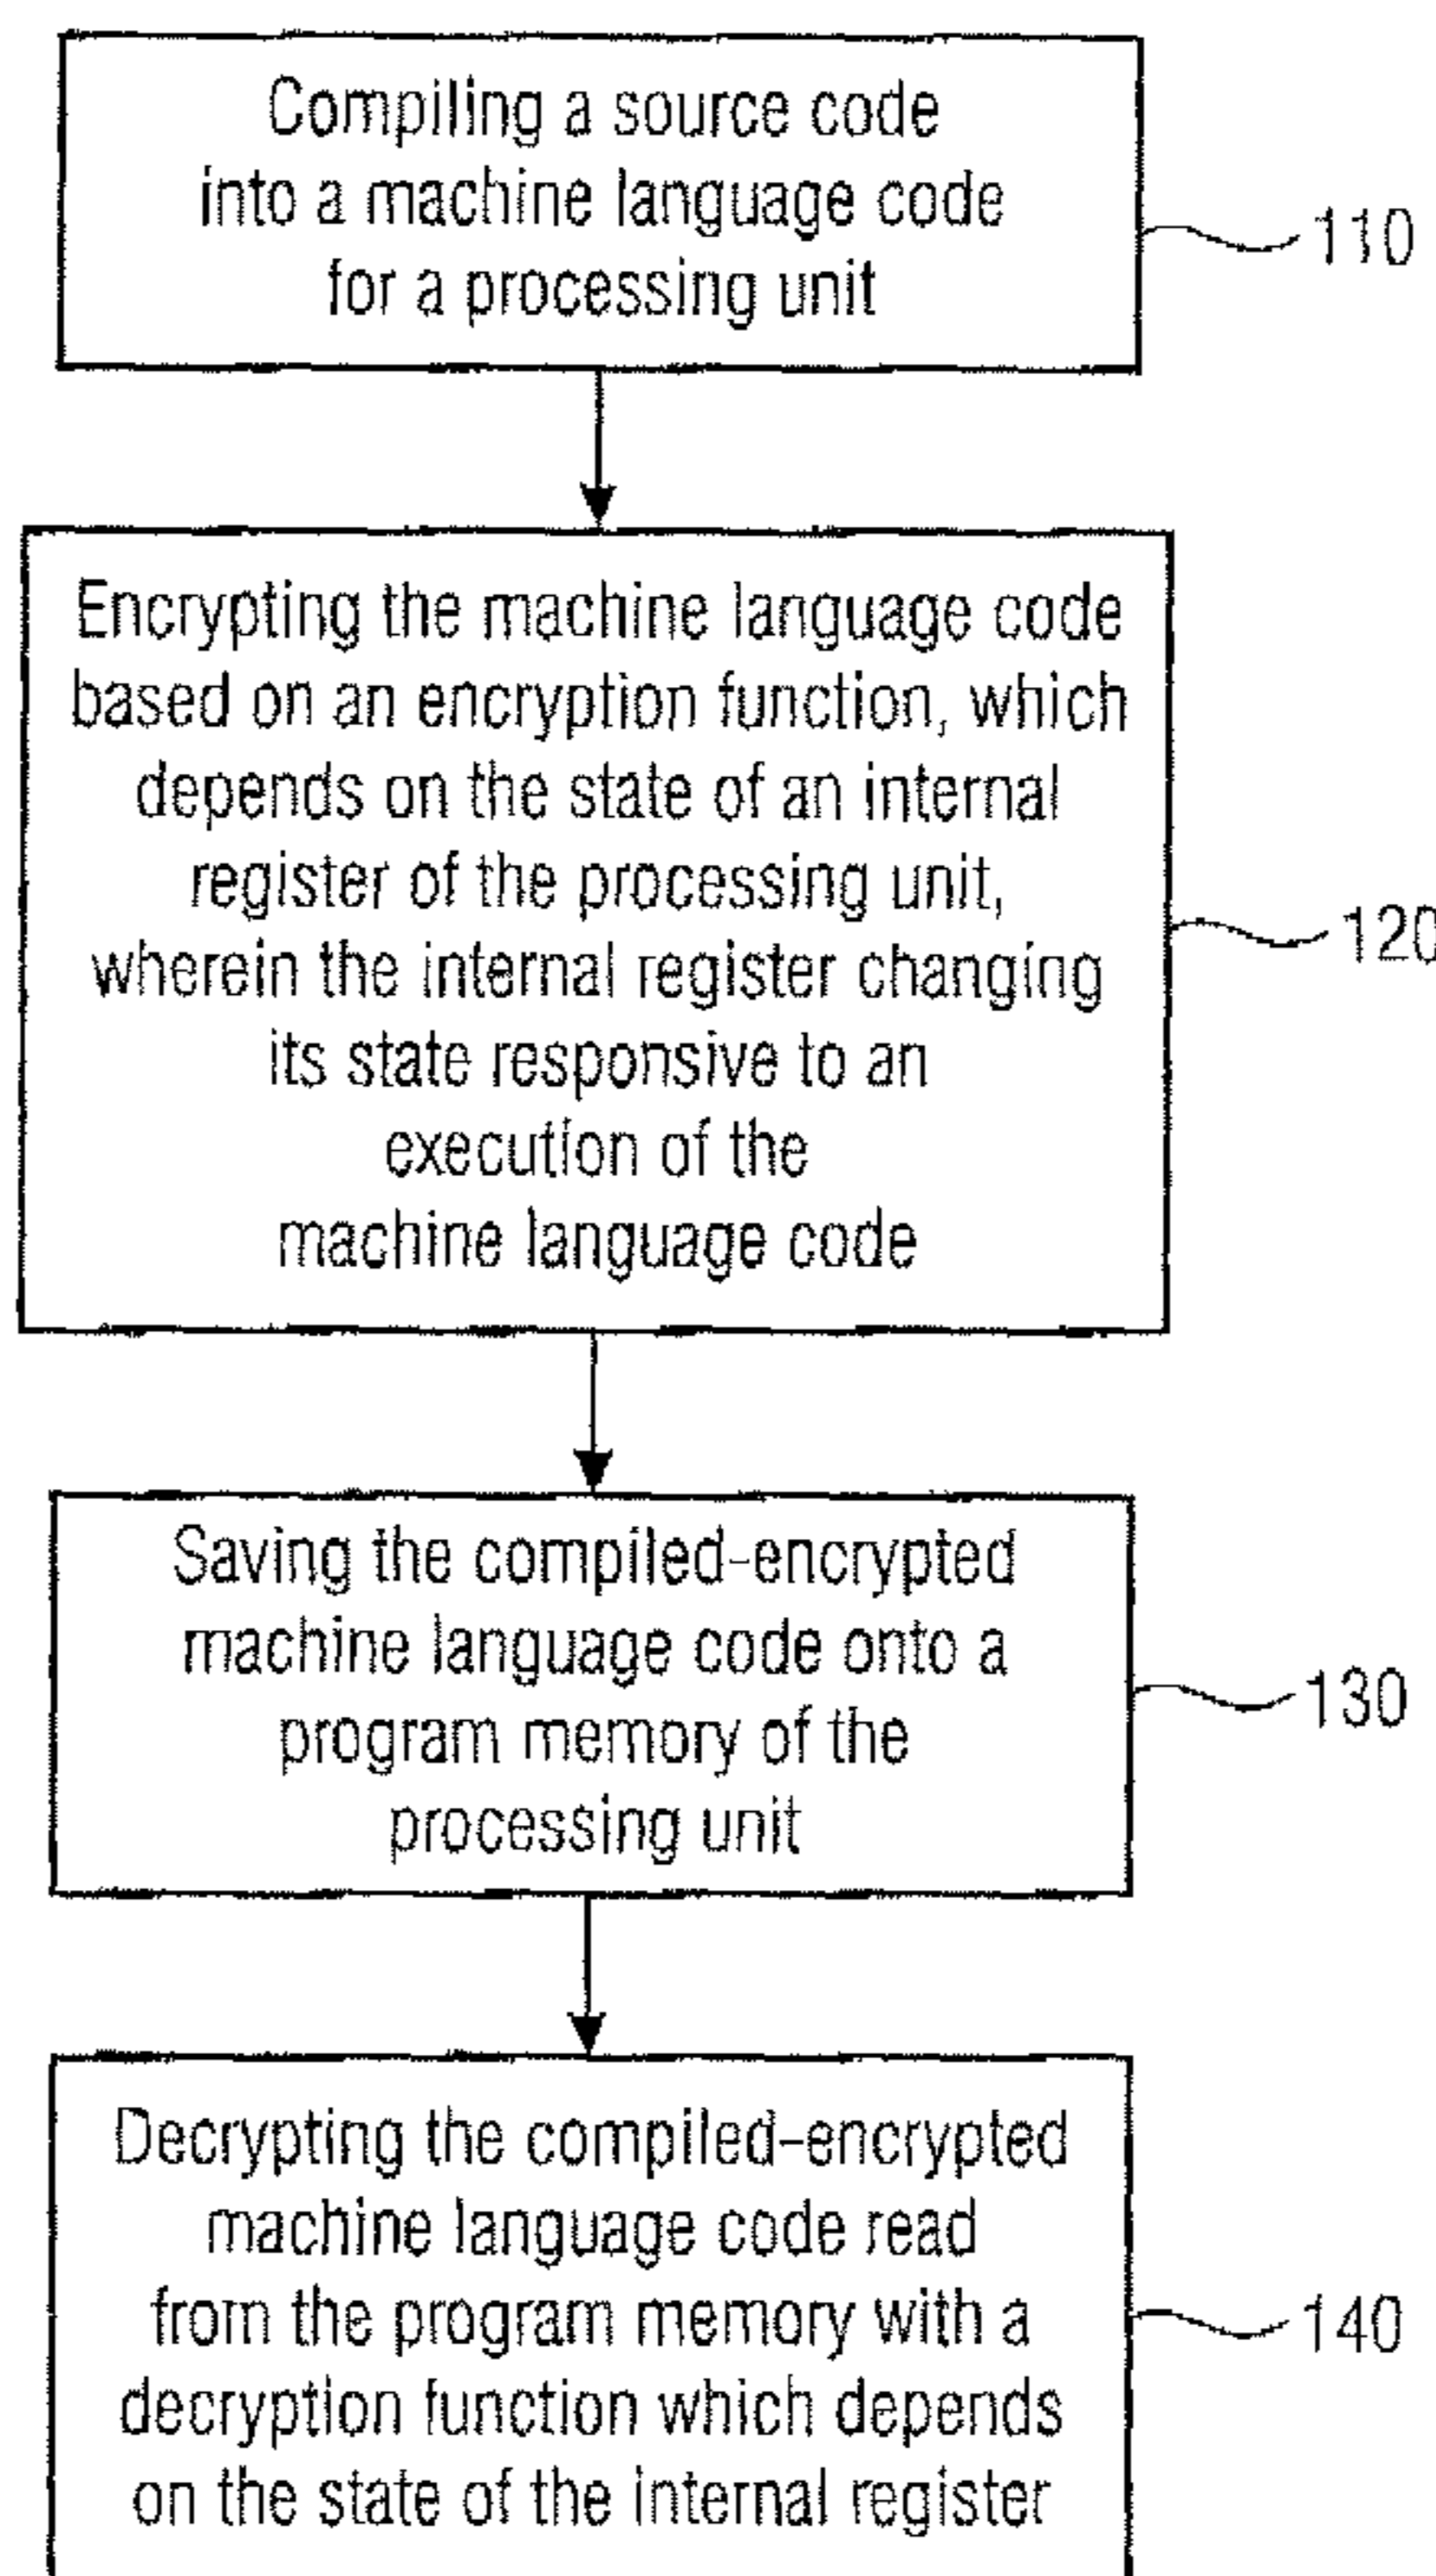 Compiling a source code
into a machine language code
for a processing unit
110
Encrypting the machine language code
based on an encryption function, which
depends on the state of an internal
register of the processing unit,
wherein the internal register changing
its state responsive to an
execution of the
machine language code
120
Saving the compiled-encrypted
machine language code onto a
program memory of the
processing unit
130
Decrypting the compiled-encrypted
machine language code read
from the program memory with a
decryption function which depends
on the state of the internal register
140